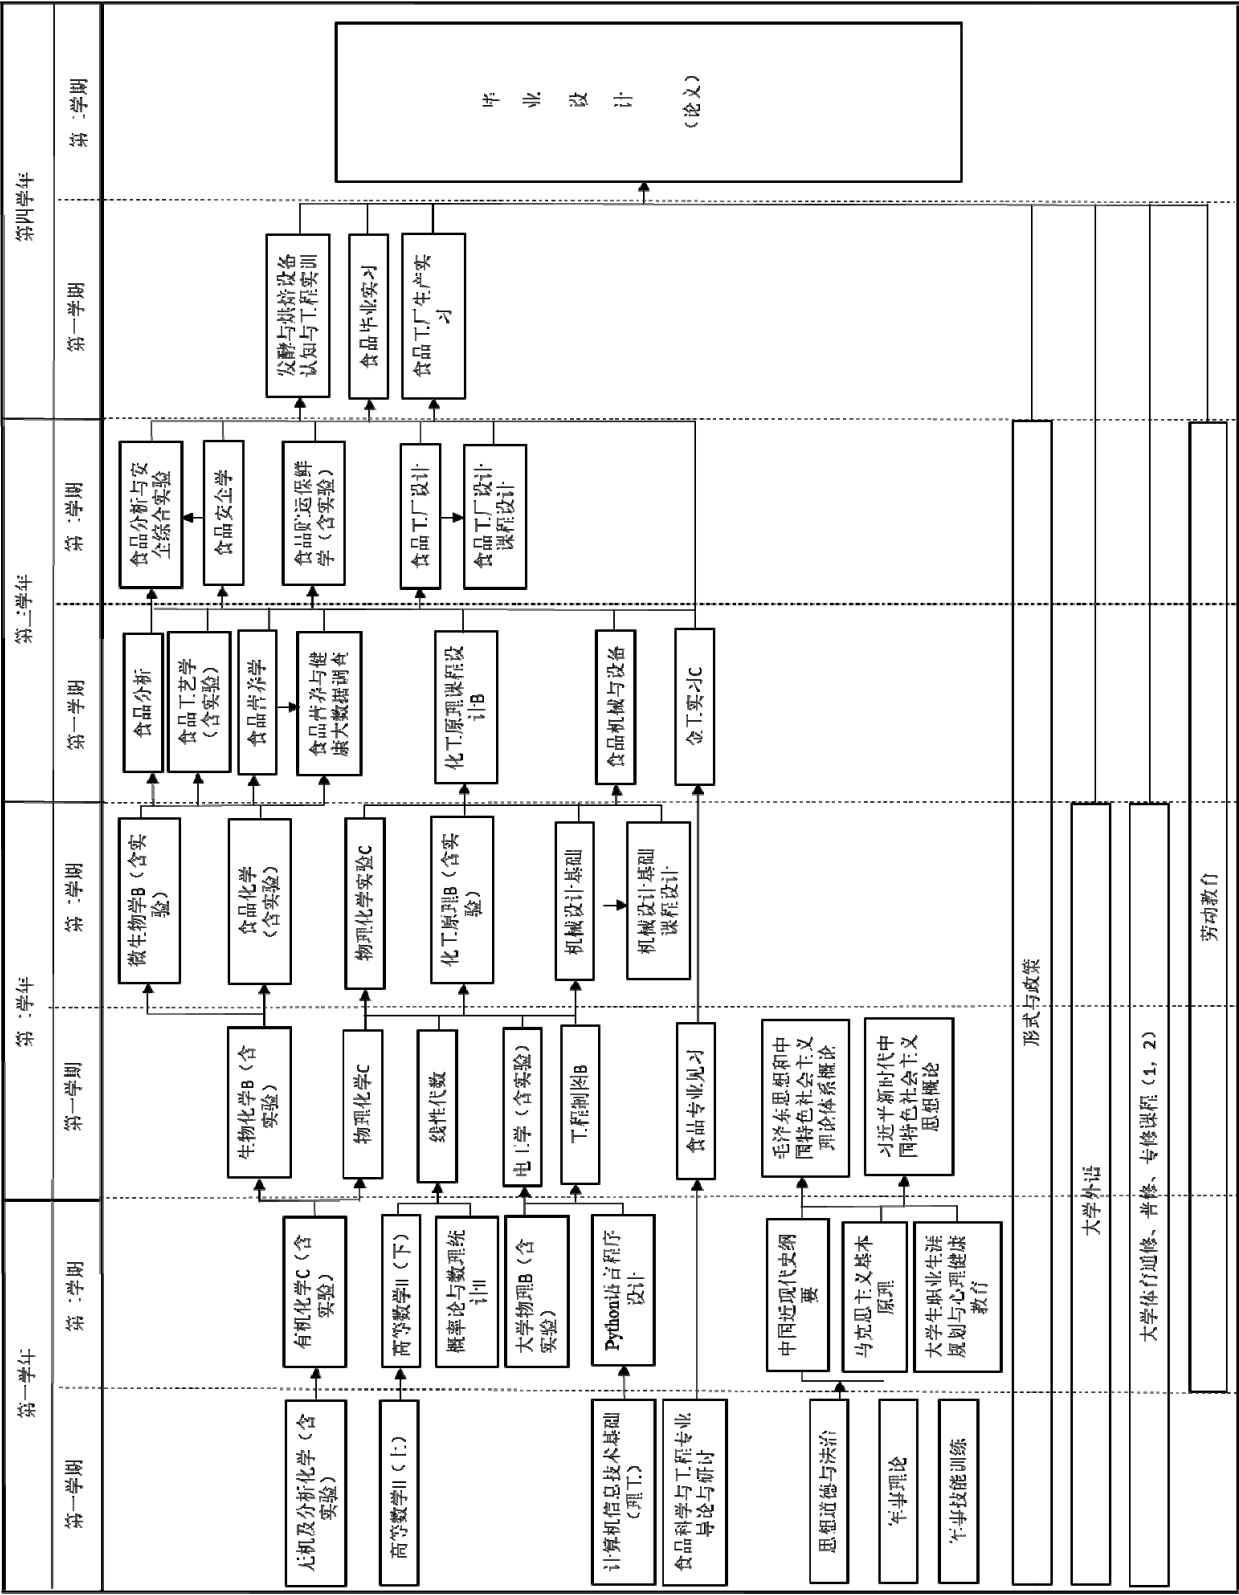 第一学年
第二学年
第三学年
第四学年
第一学期
第二学期
第一学期
第二学期
第一学期
第二学期
第一学期
第二学期
无机及分析化学（含
实验）
高等数学II（上）
计算机信息技术基础
（理工）
食品科学与工程专业
导论与研讨
思想道德与法治
军事理论
军事技能训练
有机化学C（含
实验）
高等数学II（下）
概率论与数理统
计II
大学物理B（含
实验）
Python语言程序
设计
中国近现代史纲
要
马克思主义基本
原理
大学生职业生涯
规划与心理健康
教育
生物化学B（含
实验）
物理化学C
线性代数
电工学（含实验）
工程制图B
食品专业见习
毛泽东思想和中
国特色社会主义
理论体系概论
习近平新时代中
国特色社会主义
思想概论
微生物学B（含实
验）
食品化学
（含实验）
物理化学实验C
化工原理B（含实
验）
机械设计基础
机械设计基础
课程设计
食品分析
食品工艺学
（含实验）
食品营养学
食品营养与健
康大数据调查
化工原理课程设
计B
食品机械与设备
金工实习C
食品分析与安
全综合实验
食品安全学
食品贮运保鲜
学（含实验）
食品工厂设计
食品工厂设计
课程设计
发酵与烘焙设备
认知与工程实训
食品毕业实习
食品工厂生产实
习
毕业设计
（论文）
形式与政策
大学外语
大学体育通修、普修、专修课程（1，2）
劳动教育